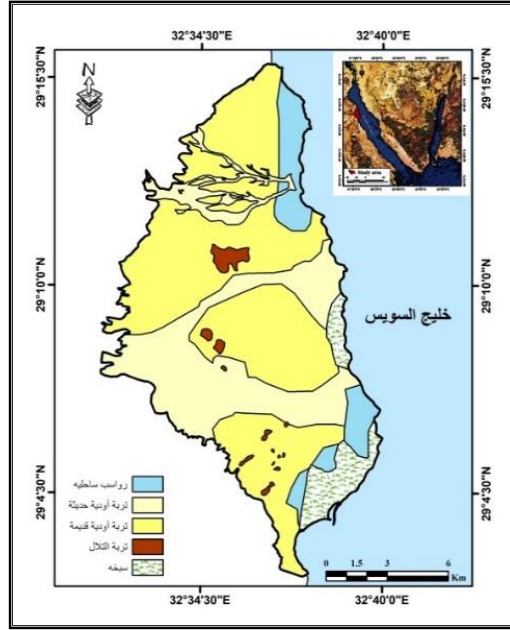 32°34'30"E 32°40'0"E
29°15'30"N
29°15'30"N
N
Study area
29°10'0"N
29°10'0"N
خليج السويس
29°4'30"N
29°4'30"N
رواسب ساحليه
تربة أودية حديثة
تربة أودية قديمة
تربة التلال
سبخه
0 1.5 3 6
Km
32°34'30"E 32°40'0"E